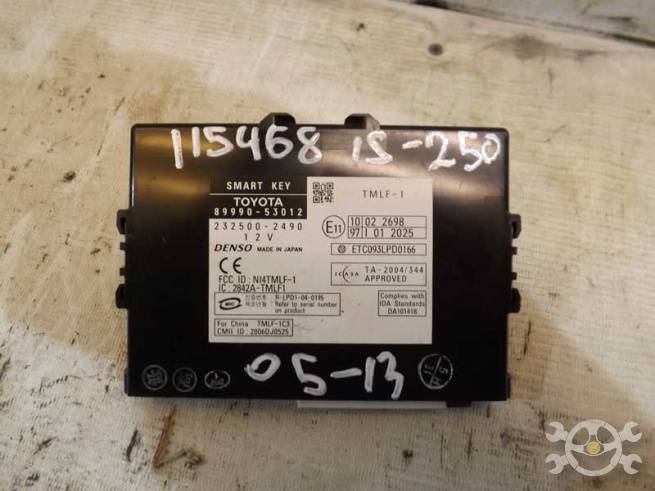 115468 IS-250
SMART KEY
TOYOTA
89990-53012
232500-2490
12V
DENSO MADE IN JAPAN
CE
FCC ID : NI4TMLF-1
IC : 2842A-TMLF1
R-LPD1-04-0195
Refer to serial number
on product
For China TMLF-1C3
CMII ID : 2006DJ0525
TMLF-1
E11
10 02 2698
97 I 01 2025
ETC093LPD0166
ICASA
TA-2004/344
APPROVED
Complies with
IDA Standards
DA101418
05-13